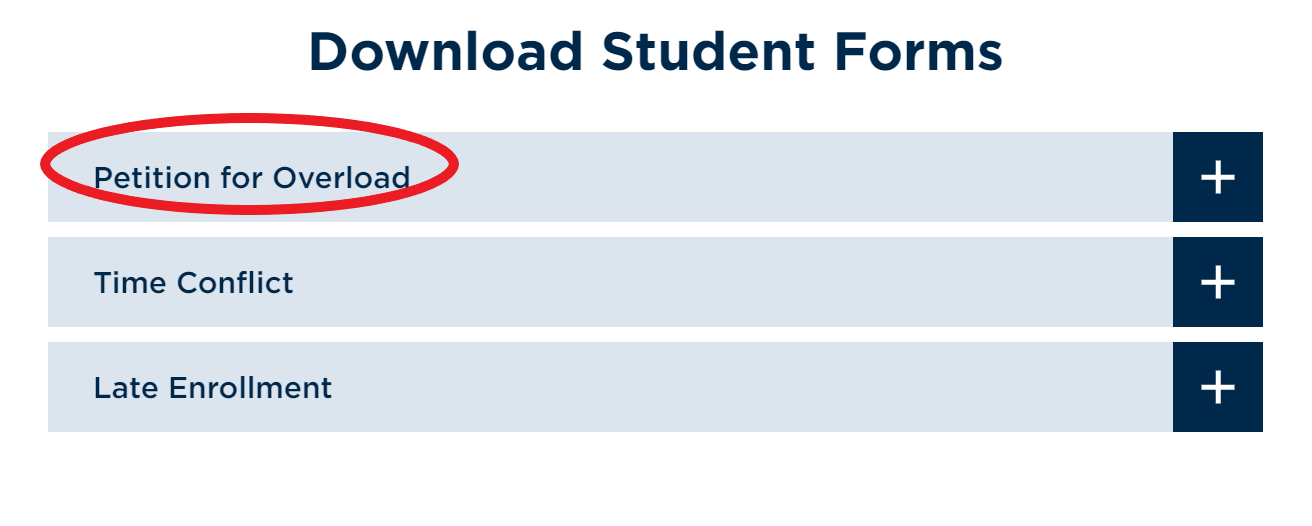 Download Student Forms
Petition for Overload
Time Conflict
Late Enrollment